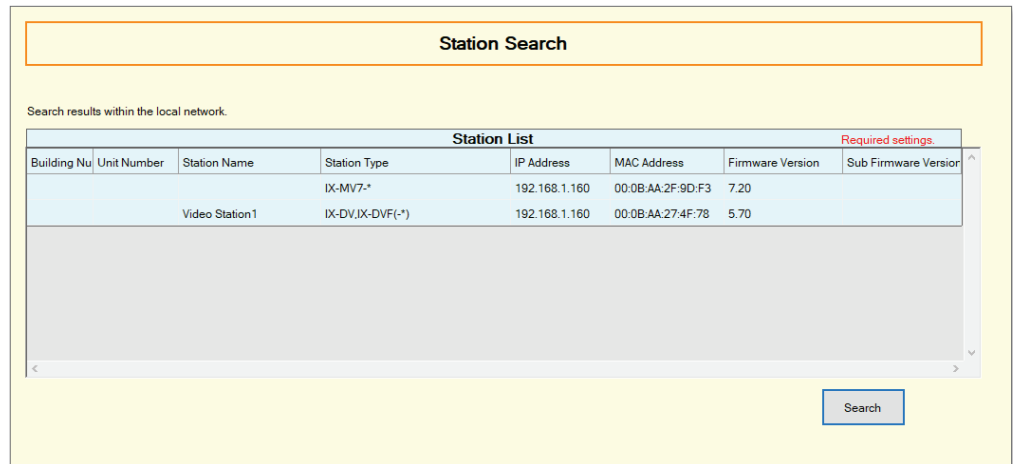 Station Search
Search results within the local network.
Station List Required settings.
Building Nu Unit Number Station Name Station Type IP Address MAC Address Firmware Version Sub Firmware Version
IX-MV7-* 192.168.1.160 00:0B:AA:2F:9D:F3 7.20
Video Station1 IX-DV,IX-DVF(-*) 192.168.1.160 00:0B:AA:27:4F:78 5.70
Search